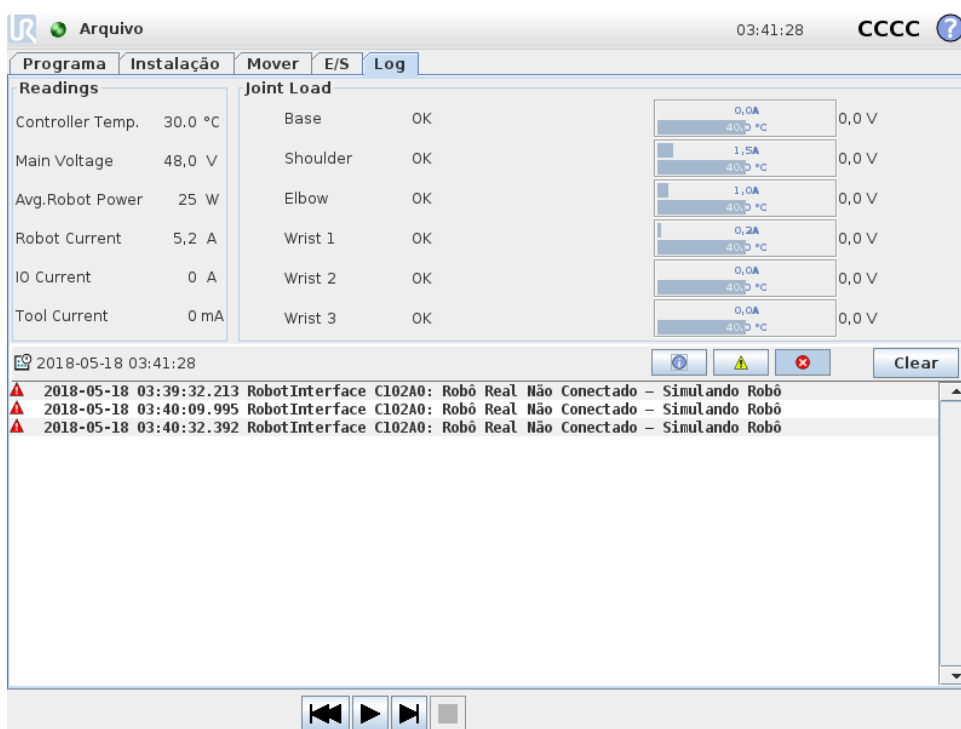 UR Arquivo 03:41:28 CCCC ?
Programa Instalação Mover E/S Log
Readings
Controller Temp. 30.0 °C
Main Voltage 48,0 V
Avg.Robot Power 25 W
Robot Current 5,2 A
IO Current 0 A
Tool Current 0 mA
Joint Load
Base OK 0,0A 40,0 °C 0,0 V
Shoulder OK 1,5A 40,0 °C 0,0 V
Elbow OK 1,0A 40,0 °C 0,0 V
Wrist 1 OK 0,2A 40,0 °C 0,0 V
Wrist 2 OK 0,0A 40,0 °C 0,0 V
Wrist 3 OK 0,0A 40,0 °C 0,0 V
2018-05-18 03:41:28 Clear
2018-05-18 03:39:32.213 RobotInterface C102A0: Robô Real Não Conectado – Simulando Robô
2018-05-18 03:40:09.995 RobotInterface C102A0: Robô Real Não Conectado – Simulando Robô
2018-05-18 03:40:32.392 RobotInterface C102A0: Robô Real Não Conectado – Simulando Robô